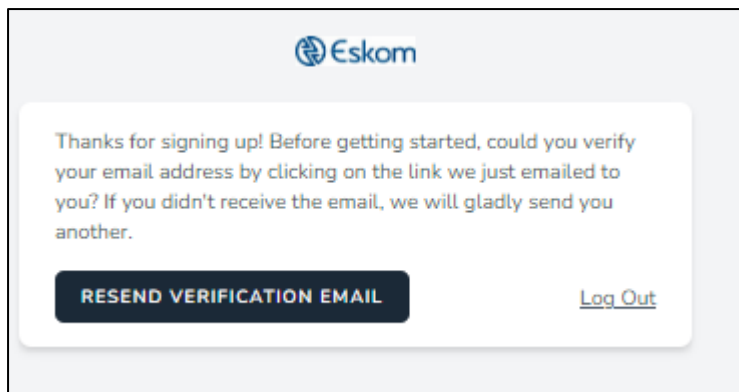 Eskom
Thanks for signing up! Before getting started, could you verify
your email address by clicking on the link we just emailed to
you? If you didn't receive the email, we will gladly send you
another.
RESEND VERIFICATION EMAIL
Log Out